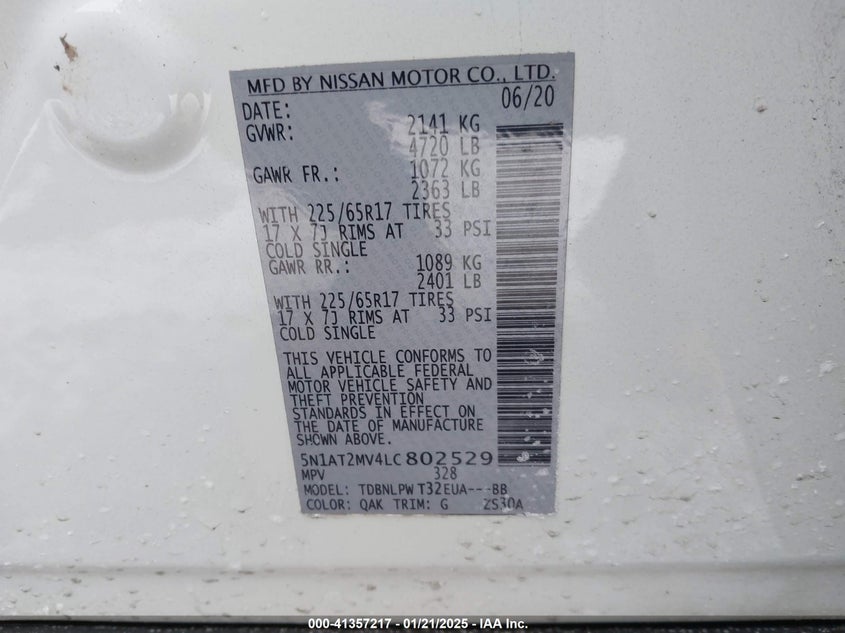 MFD BY NISSAN MOTOR CO., LTD.
DATE: 06/20
GVWR: 2141 KG
4720 LB
GAWR FR.: 1072 KG
2363 LB
WITH 225/65R17 TIRES
17 X 7J RIMS AT 33 PSI
COLD SINGLE
GAWR RR.: 1089 KG
2401 LB
WITH 225/65R17 TIRES
17 X 7J RIMS AT 33 PSI
COLD SINGLE
THIS VEHICLE CONFORMS TO
ALL APPLICABLE FEDERAL
MOTOR VEHICLE SAFETY AND
THEFT PREVENTION
STANDARDS IN EFFECT ON
THE DATE OF MANUFACTURE
SHOWN ABOVE.
5N1AT2MV4LC802529
MPV 328
MODEL: TDBNLPW T32EUA---BB
COLOR: QAK TRIM: G ZS30A
000-41357217 - 01/21/2025 - IAA Inc.